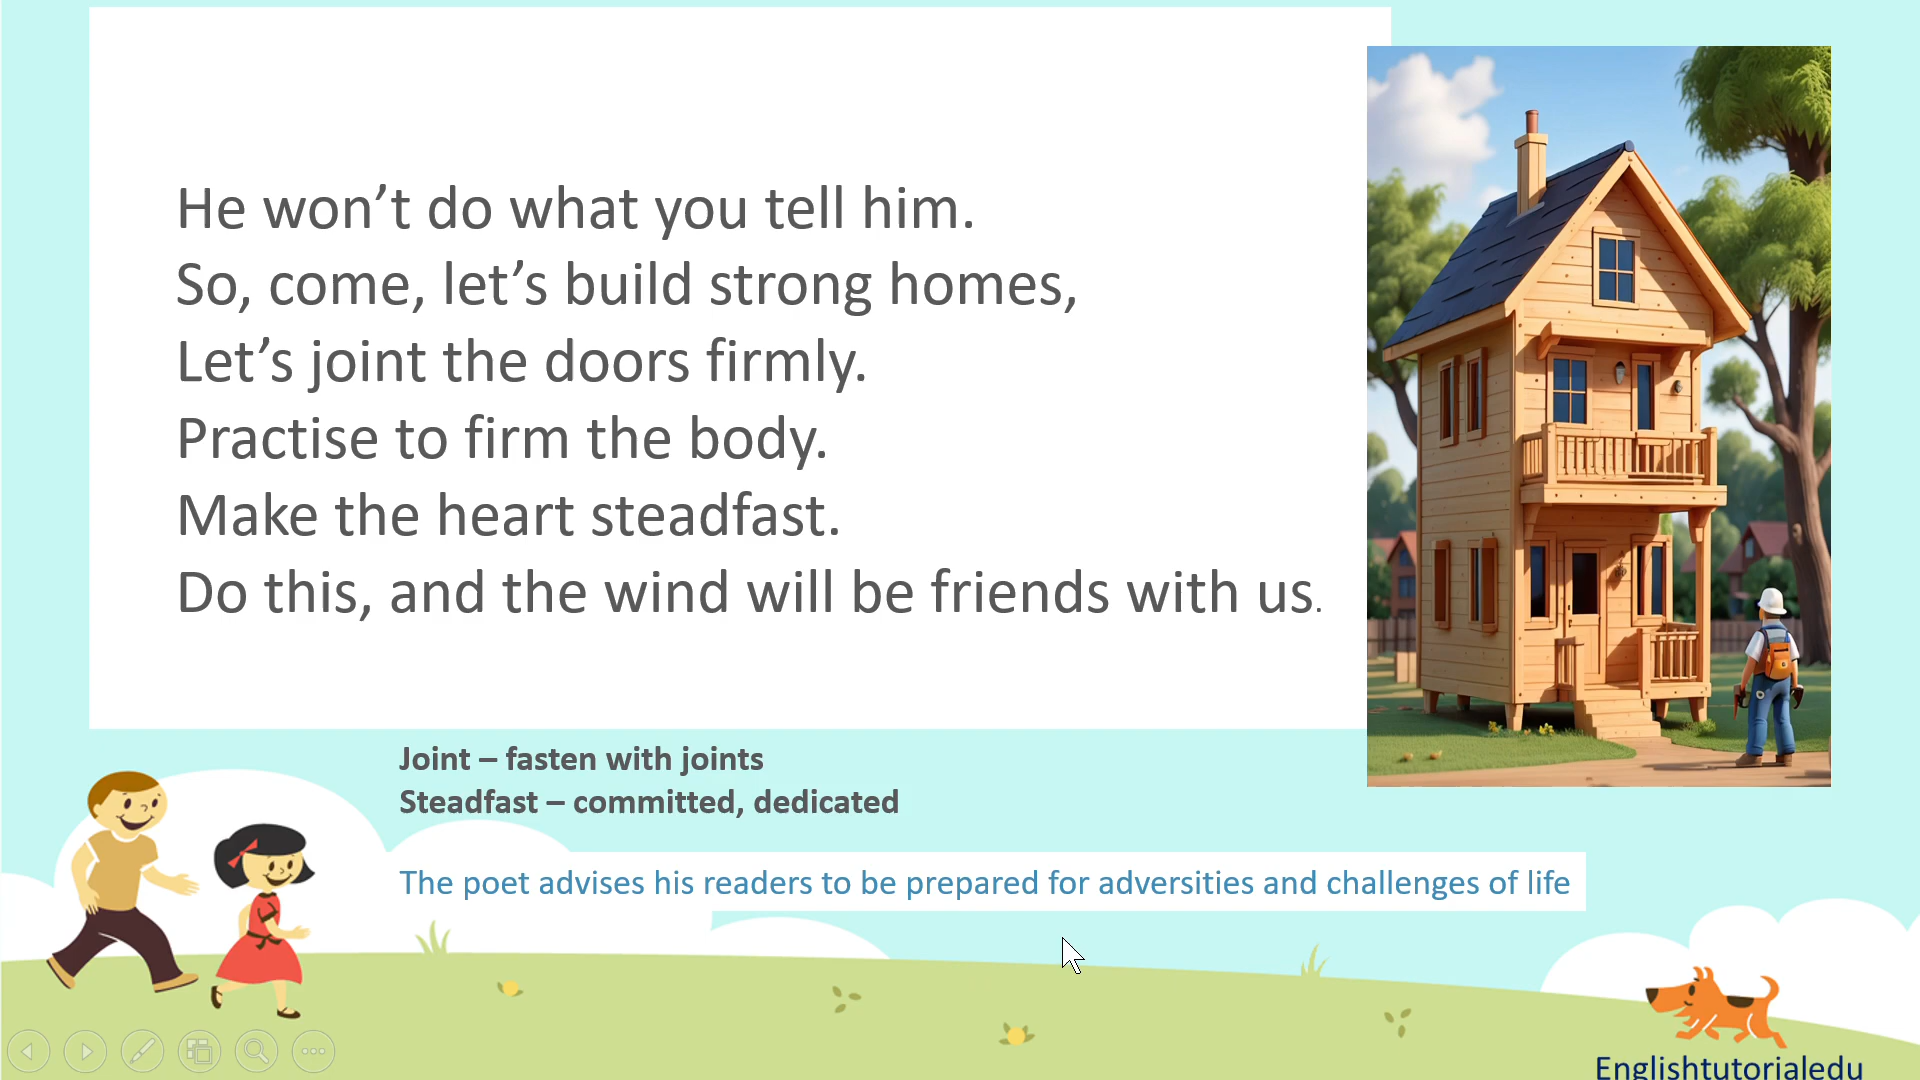 He won’t do what you tell him.
So, come, let’s build strong homes,
Let’s joint the doors firmly.
Practise to firm the body.
Make the heart steadfast.
Do this, and the wind will be friends with us.
Joint – fasten with joints
Steadfast – committed, dedicated
The poet advises his readers to be prepared for adversities and challenges of life
Englishtutorialedu